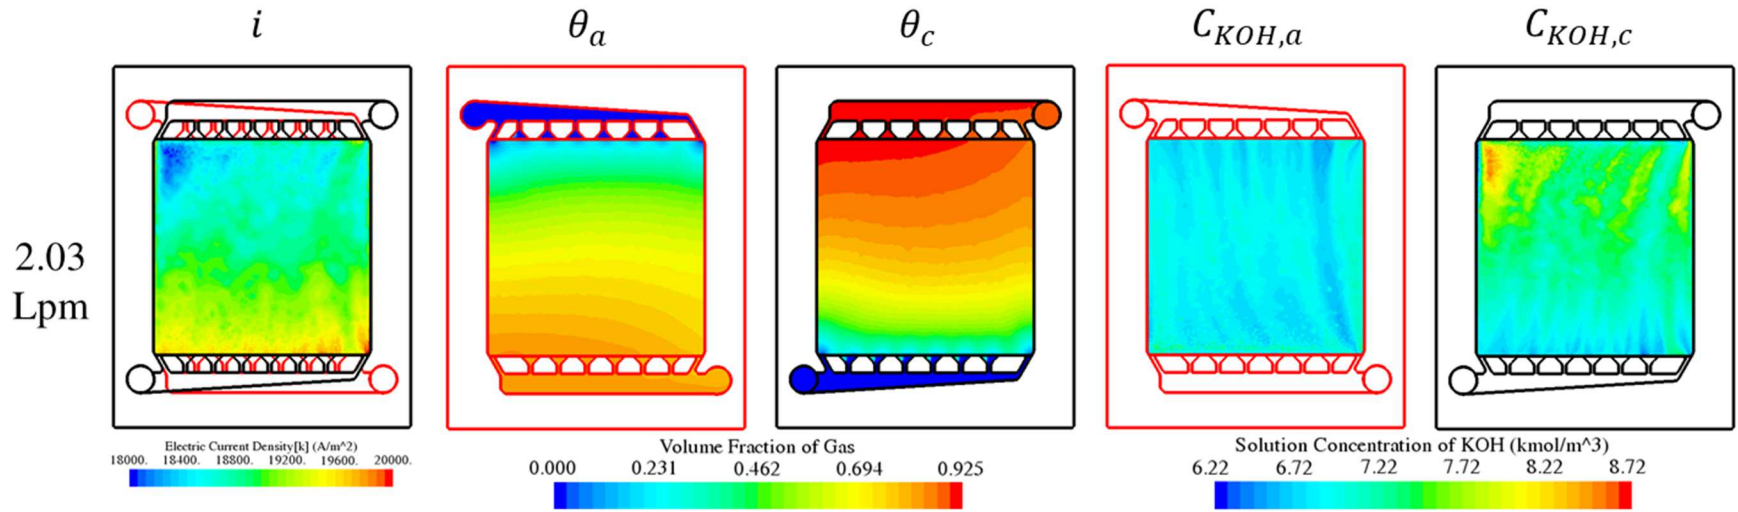 i θa θc CKOH,a CKOH,c
2.03
Lpm
Electric Current Density[k] (A/m^2)
18000. 18400. 18800. 19200. 19600. 20000.
Volume Fraction of Gas
0.000 0.231 0.462 0.694 0.925
Solution Concentration of KOH (kmol/m^3)
6.22 6.72 7.22 7.72 8.22 8.72